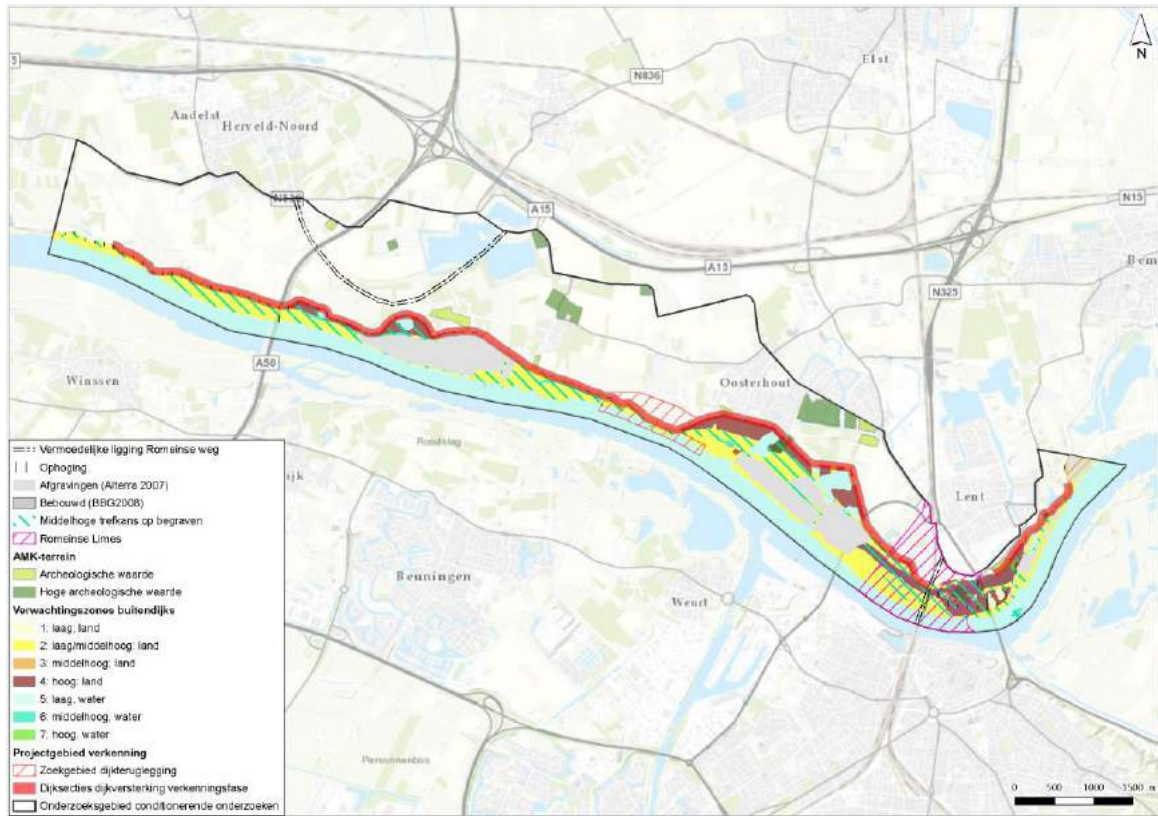 N
Elst
N836
5
Andelst
Herveld-Noord
A15
N15
A15
N325
A50
Winssen
Oosterhout
Lent
Beuningen
Weurt
Vermoedelijke ligging Romeinse weg
Ophoging
Afgravingen (Alterra 2007)
Bebouwd (BBG2008)
Middelhoge trefkans op begraven
Romeinse Limes
AMK-terrein
Archeologische waarde
Hoge archeologische waarde
Verwachtingszones buitendijks
1: laag; land
2: laag/middelhoog; land
3: middelhoog; land
4: hoog; land
5: laag, water
6: middelhoog, water
7: hoog, water
Projectgebied verkenning
Zoekgebied dijkteruglegging
Dijksecties dijkversterking verkenningsfase
Onderzoeksgebied conditionerende onderzoeken
0 500 1000 1500 m